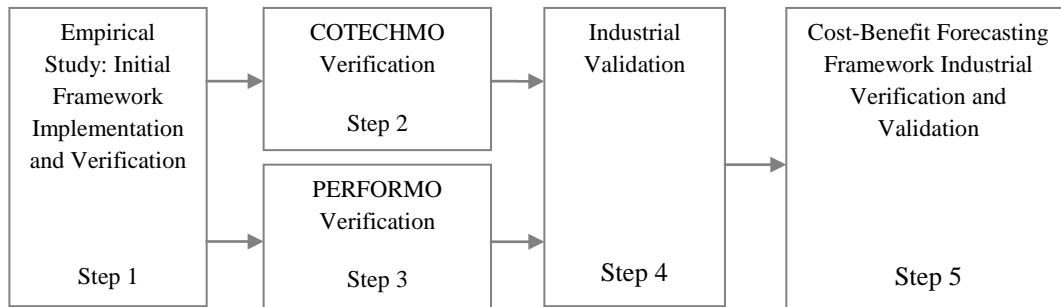 Empirical
Study: Initial
Framework
Implementation
and Verification
Step 1
COTECHMO
Verification
Step 2
PERFORMO
Verification
Step 3
Industrial
Validation
Step 4
Cost-Benefit Forecasting
Framework Industrial
Verification and
Validation
Step 5